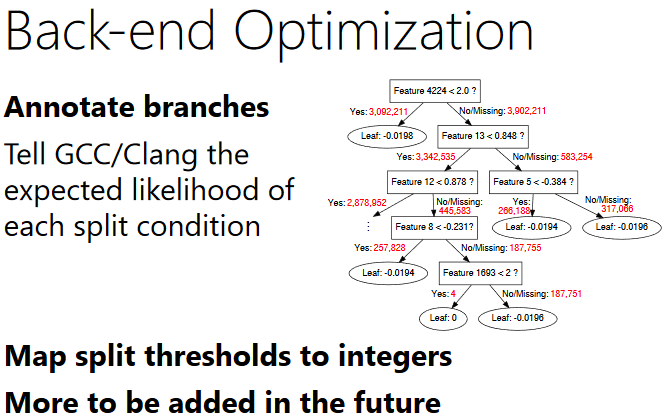 Back-end Optimization
Annotate branches
Tell GCC/Clang the
expected likelihood of
each split condition
Feature 4224 < 2.0 ?
Yes: 3,092,211
No/Missing: 3,902,211
Leaf: -0.0198
Feature 13 < 0.848 ?
Yes: 3,342,535
No/Missing: 583,254
Feature 12 < 0.878 ?
Feature 5 < -0.384 ?
Yes: 2,878,952
No/Missing:
445,583
Yes:
266,188
No/Missing:
317,066
⋮
Feature 8 < -0.231?
Leaf: -0.0194
Leaf: -0.0196
Yes: 257,828
No/Missing: 187,755
Leaf: -0.0194
Feature 1693 < 2 ?
Yes: 4
No/Missing: 187,751
Leaf: 0
Leaf: -0.0196
Map split thresholds to integers
More to be added in the future